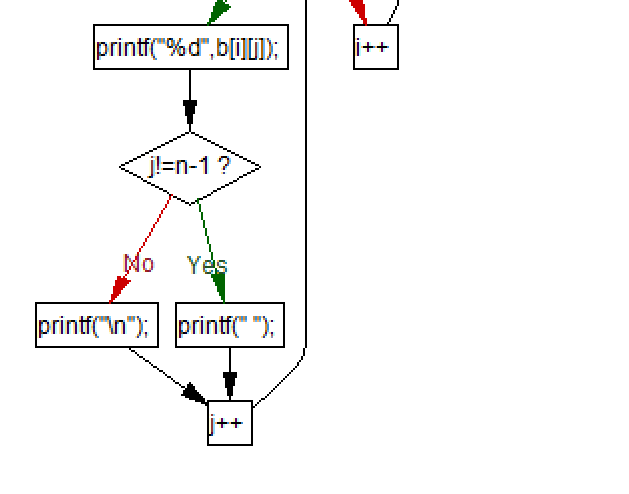 printf("%d",b[i][j]);
i++
j!=n-1 ?
No
Yes
printf("\n");
printf(" ");
j++